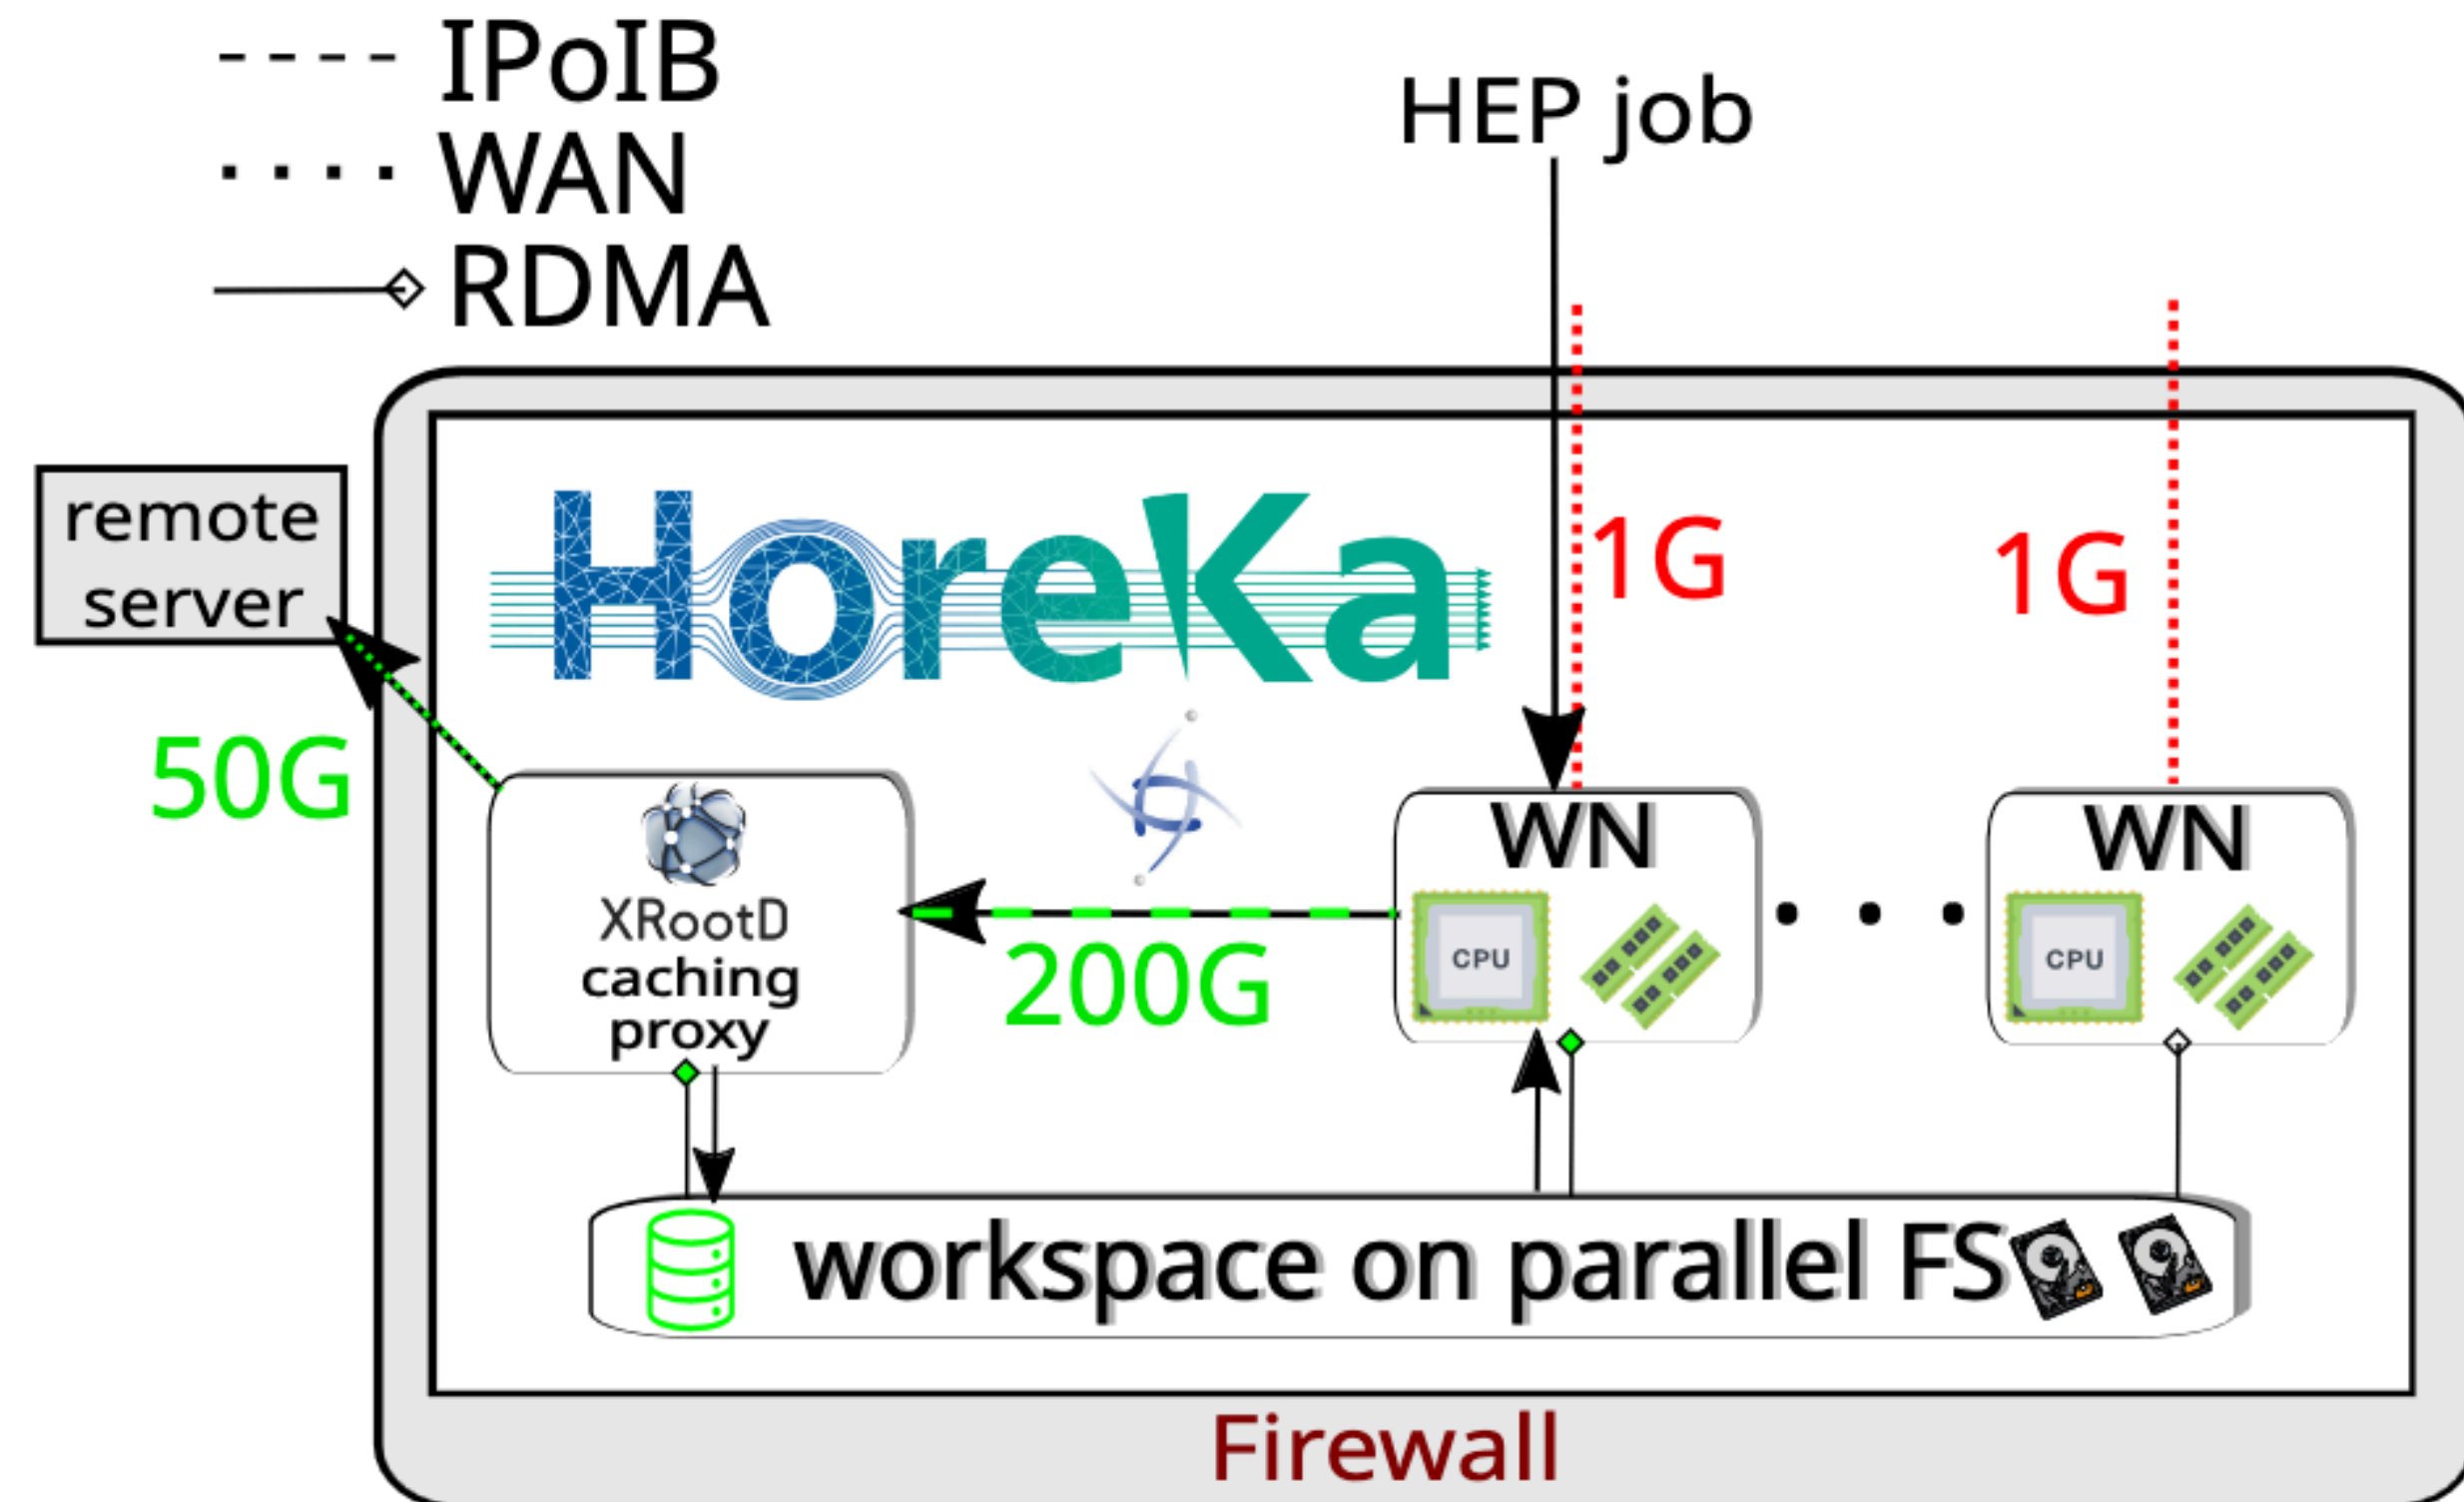 IPoIB
WAN
RDMA
HEP job
remote
server
HoreKa
1G
1G
50G
XRootD
caching
proxy
200G
WN
CPU
WN
CPU
workspace on parallel FS
Firewall